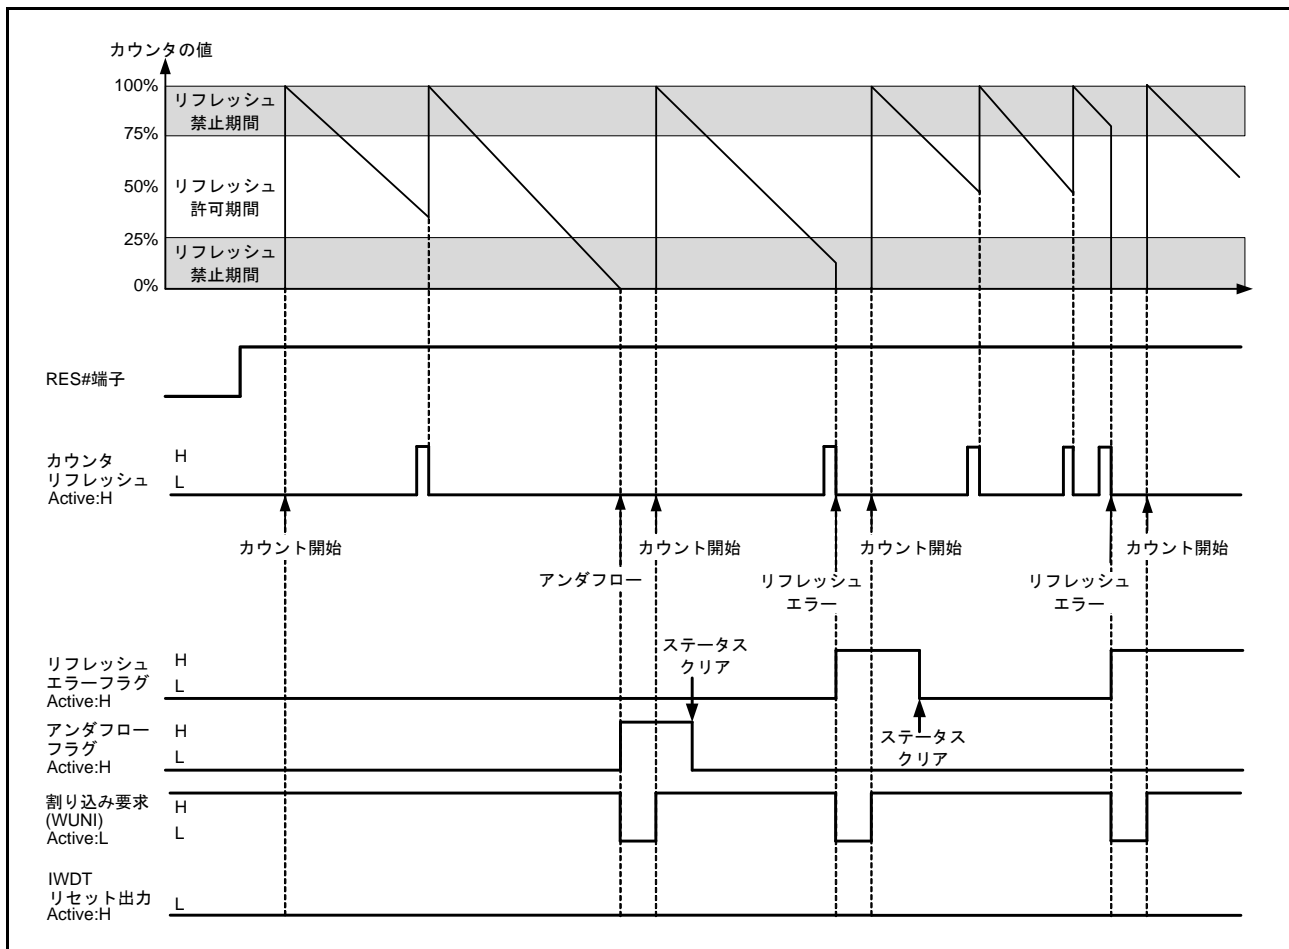 カウンタの値
100%
リフレッシュ
禁止期間
75%
50%
リフレッシュ
許可期間
25%
リフレッシュ
禁止期間
0%
RES#端子
カウンタ
リフレッシュ
Active:H
H
L
カウント開始
カウント開始
カウント開始
カウント開始
アンダフロー
リフレッシュ
エラー
リフレッシュ
エラー
ステータス
クリア
リフレッシュ
エラーフラグ
Active:H
H
L
アンダフロー
フラグ
Active:H
H
L
ステータス
クリア
割り込み要求
(WUNI)
Active:L
H
L
IWDT
リセット出力
Active:H
L